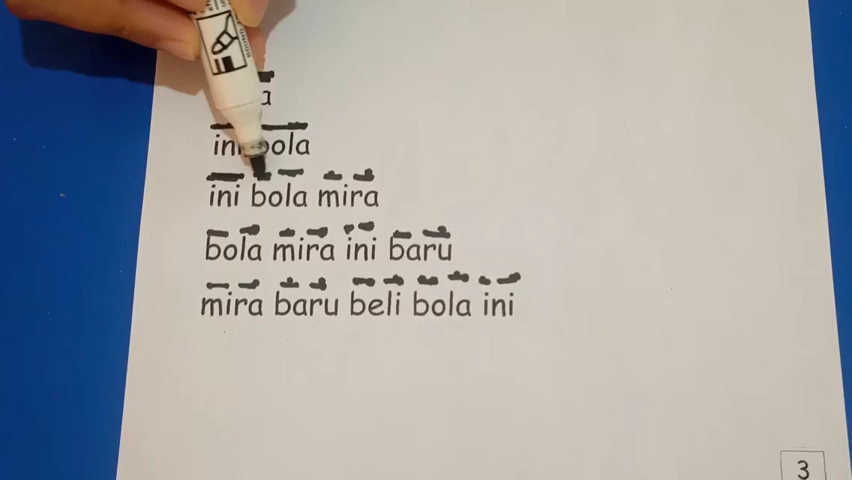 ini bola
ini bola mira
bola mira ini baru
mira baru beli bola ini
3